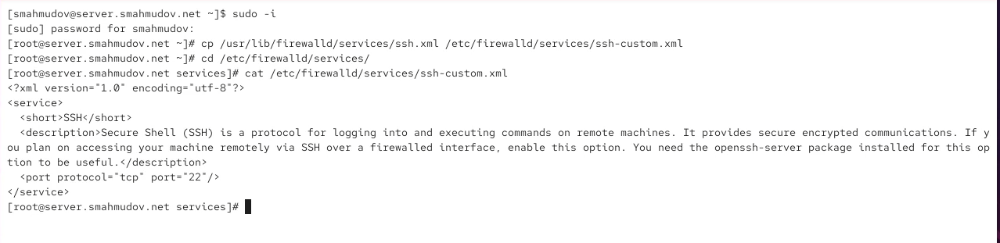 [smahmudov@server.smahmudov.net ~]$ sudo -i
[sudo] password for smahmudov:
[root@server.smahmudov.net ~]# cp /usr/lib/firewalld/services/ssh.xml /etc/firewalld/services/ssh-custom.xml
[root@server.smahmudov.net ~]# cd /etc/firewalld/services/
[root@server.smahmudov.net services]# cat /etc/firewalld/services/ssh-custom.xml
<?xml version="1.0" encoding="utf-8"?>
<service>
  <short>SSH</short>
  <description>Secure Shell (SSH) is a protocol for logging into and executing commands on remote machines. It provides secure encrypted communications. If y
ou plan on accessing your machine remotely via SSH over a firewalled interface, enable this option. You need the openssh-server package installed for this op
tion to be useful.</description>
  <port protocol="tcp" port="22"/>
</service>
[root@server.smahmudov.net services]#